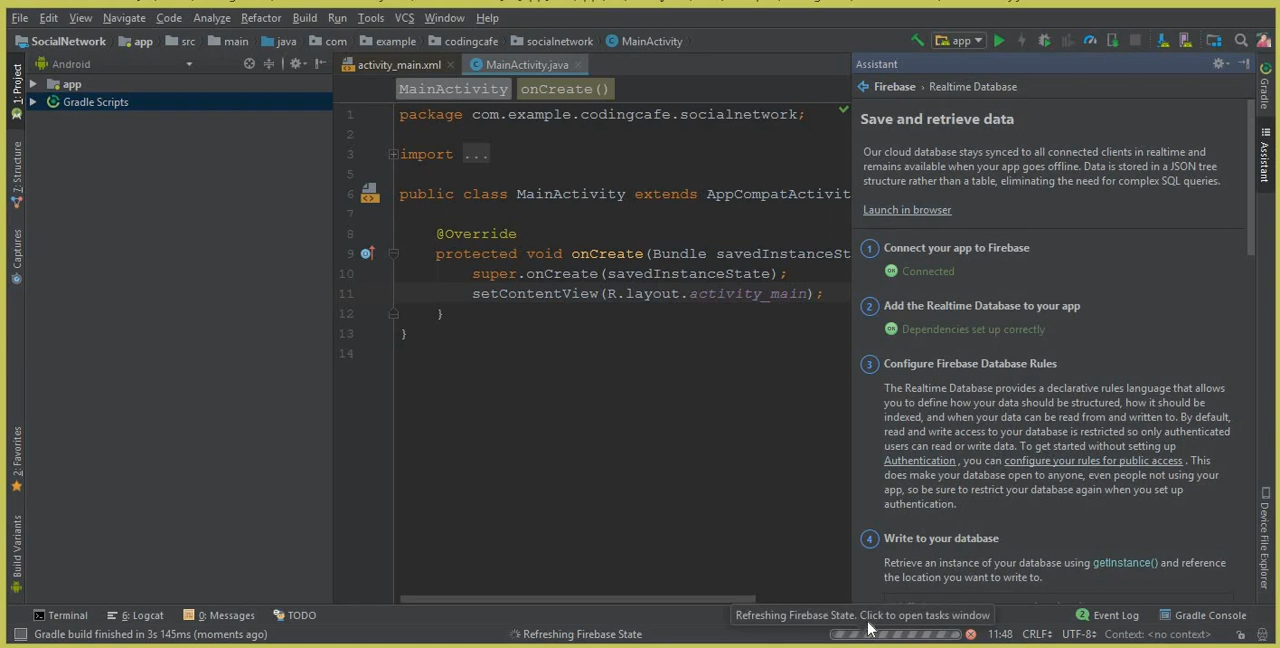 File Edit View Navigate Code Analyze Refactor Build Run Tools VCS Window Help
SocialNetwork app src main java com example codingcafe socialnetwork MainActivity app
Android
1: Project
7: Structure
Captures
2: Favorites
Build Variants
app
Gradle Scripts
activity_main.xml MainActivity.java
MainActivity onCreate()
1 package com.example.codingcafe.socialnetwork;
2
3 import ...
5
6 public class MainActivity extends AppCompatActivit
7
8 @Override
9 protected void onCreate(Bundle savedInstanceSt
10 super.onCreate(savedInstanceState);
11 setContentView(R.layout.activity_main);
12 }
13 }
14
Assistant
Firebase › Realtime Database
Save and retrieve data
Our cloud database stays synced to all connected clients in realtime and
remains available when your app goes offline. Data is stored in a JSON tree
structure rather than a table, eliminating the need for complex SQL queries.
Launch in browser
1 Connect your app to Firebase
Connected
2 Add the Realtime Database to your app
Dependencies set up correctly
3 Configure Firebase Database Rules
The Realtime Database provides a declarative rules language that allows
you to define how your data should be structured, how it should be
indexed, and when your data can be read from and written to. By default,
read and write access to your database is restricted so only authenticated
users can read or write data. To get started without setting up
Authentication , you can configure your rules for public access . This
does make your database open to anyone, even people not using your
app, so be sure to restrict your database again when you set up
authentication.
4 Write to your database
Retrieve an instance of your database using getInstance() and reference
the location you want to write to.
Gradle
Assistant
Device File Explorer
Terminal 6: Logcat 0: Messages TODO
Refreshing Firebase State. Click to open tasks window
2 Event Log Gradle Console
Gradle build finished in 3s 145ms (moments ago)
Refreshing Firebase State
11:48 CRLF UTF-8 Context: <no context>